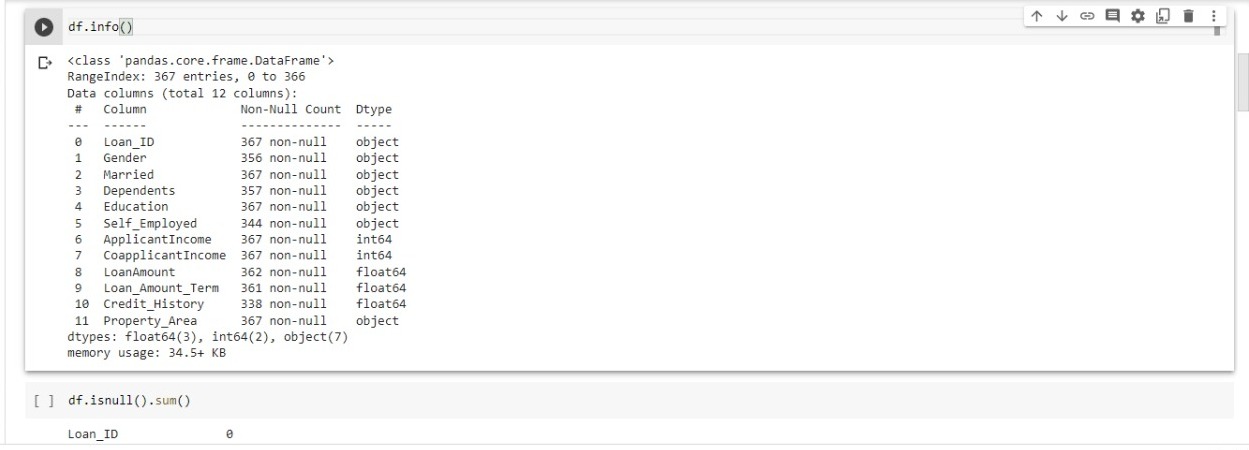 df.info()
<class 'pandas.core.frame.DataFrame'>
RangeIndex: 367 entries, 0 to 366
Data columns (total 12 columns):
 #   Column             Non-Null Count  Dtype
---  ------             --------------  -----
 0   Loan_ID            367 non-null    object
 1   Gender             356 non-null    object
 2   Married            367 non-null    object
 3   Dependents         357 non-null    object
 4   Education          367 non-null    object
 5   Self_Employed      344 non-null    object
 6   ApplicantIncome    367 non-null    int64
 7   CoapplicantIncome  367 non-null    int64
 8   LoanAmount         362 non-null    float64
 9   Loan_Amount_Term   361 non-null    float64
 10  Credit_History     338 non-null    float64
 11  Property_Area      367 non-null    object
dtypes: float64(3), int64(2), object(7)
memory usage: 34.5+ KB
[ ] df.isnull().sum()
Loan_ID               0